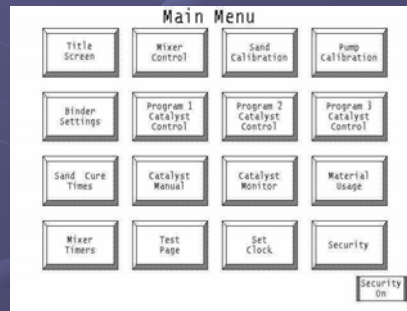 Main Menu
Title Screen
Mixer Control
Sand Calibration
Pump Calibration
Binder Settings
Program 1 Catalyst Control
Program 2 Catalyst Control
Program 3 Catalyst Control
Sand Cure Times
Catalyst Manual
Catalyst Monitor
Material Usage
Mixer Timers
Test Page
Set Clock
Security
Security On